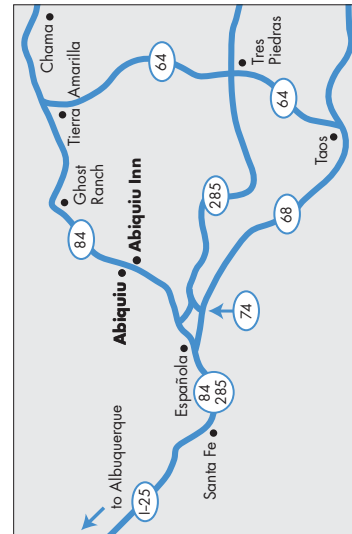 Chama
Tierra
Amarilla
64
Tres
Piedras
64
Taos
Ghost
Ranch
84
Abiquiu
Abiquiu Inn
285
68
74
Española
84
285
Santa Fe
to Albuquerque
I-25